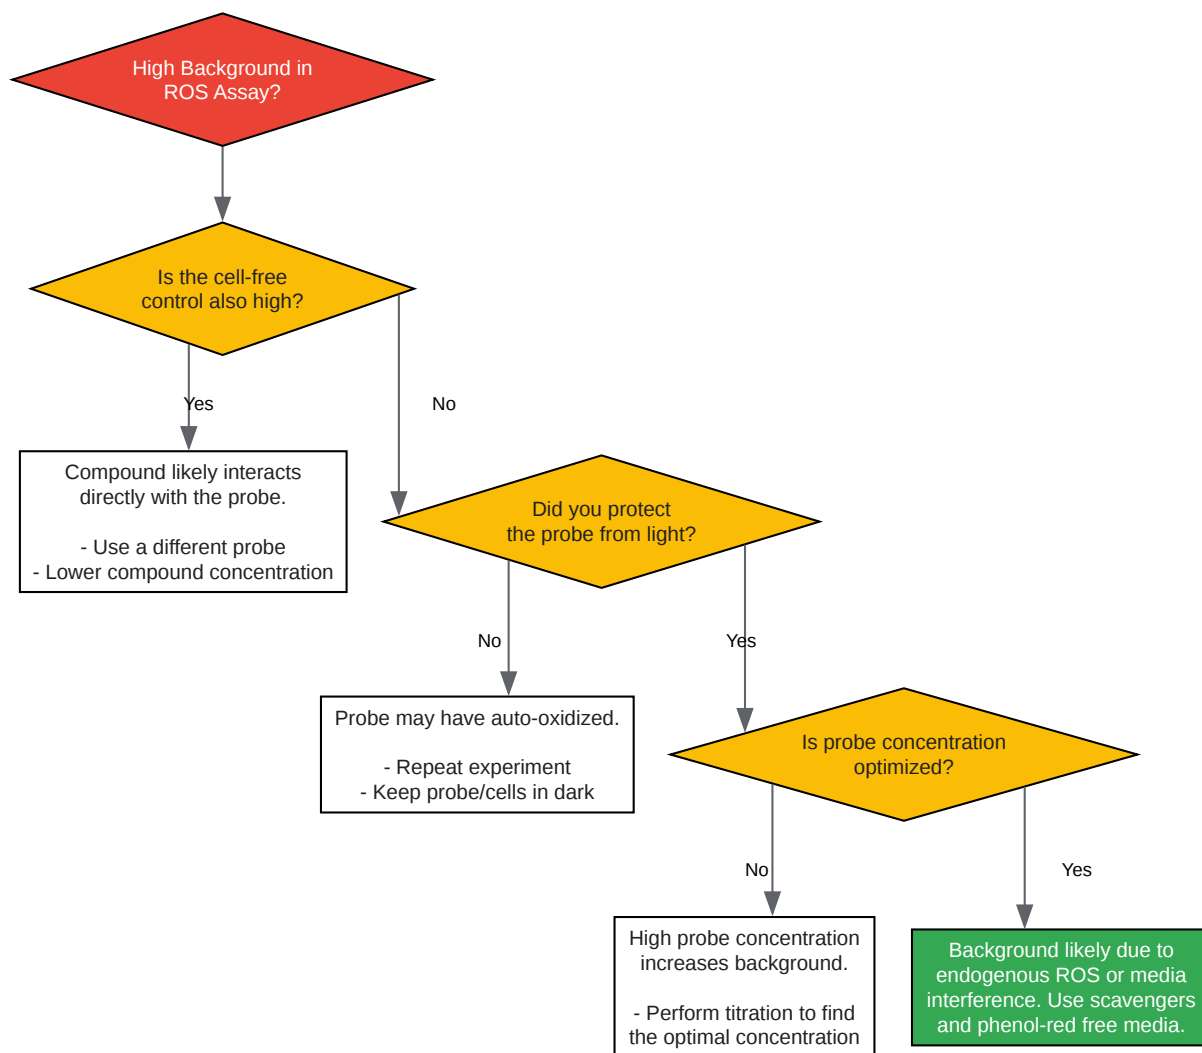 High Background in
ROS Assay?
Is the cell-free
control also high?
Yes
No
Compound likely interacts
directly with the probe.
- Use a different probe
- Lower compound concentration
Did you protect
the probe from light?
No
Yes
Probe may have auto-oxidized.
- Repeat experiment
- Keep probe/cells in dark
Is probe concentration
optimized?
No
Yes
High probe concentration
increases background.
- Perform titration to find
the optimal concentration
Background likely due to
endogenous ROS or media
interference. Use scavengers
and phenol-red free media.